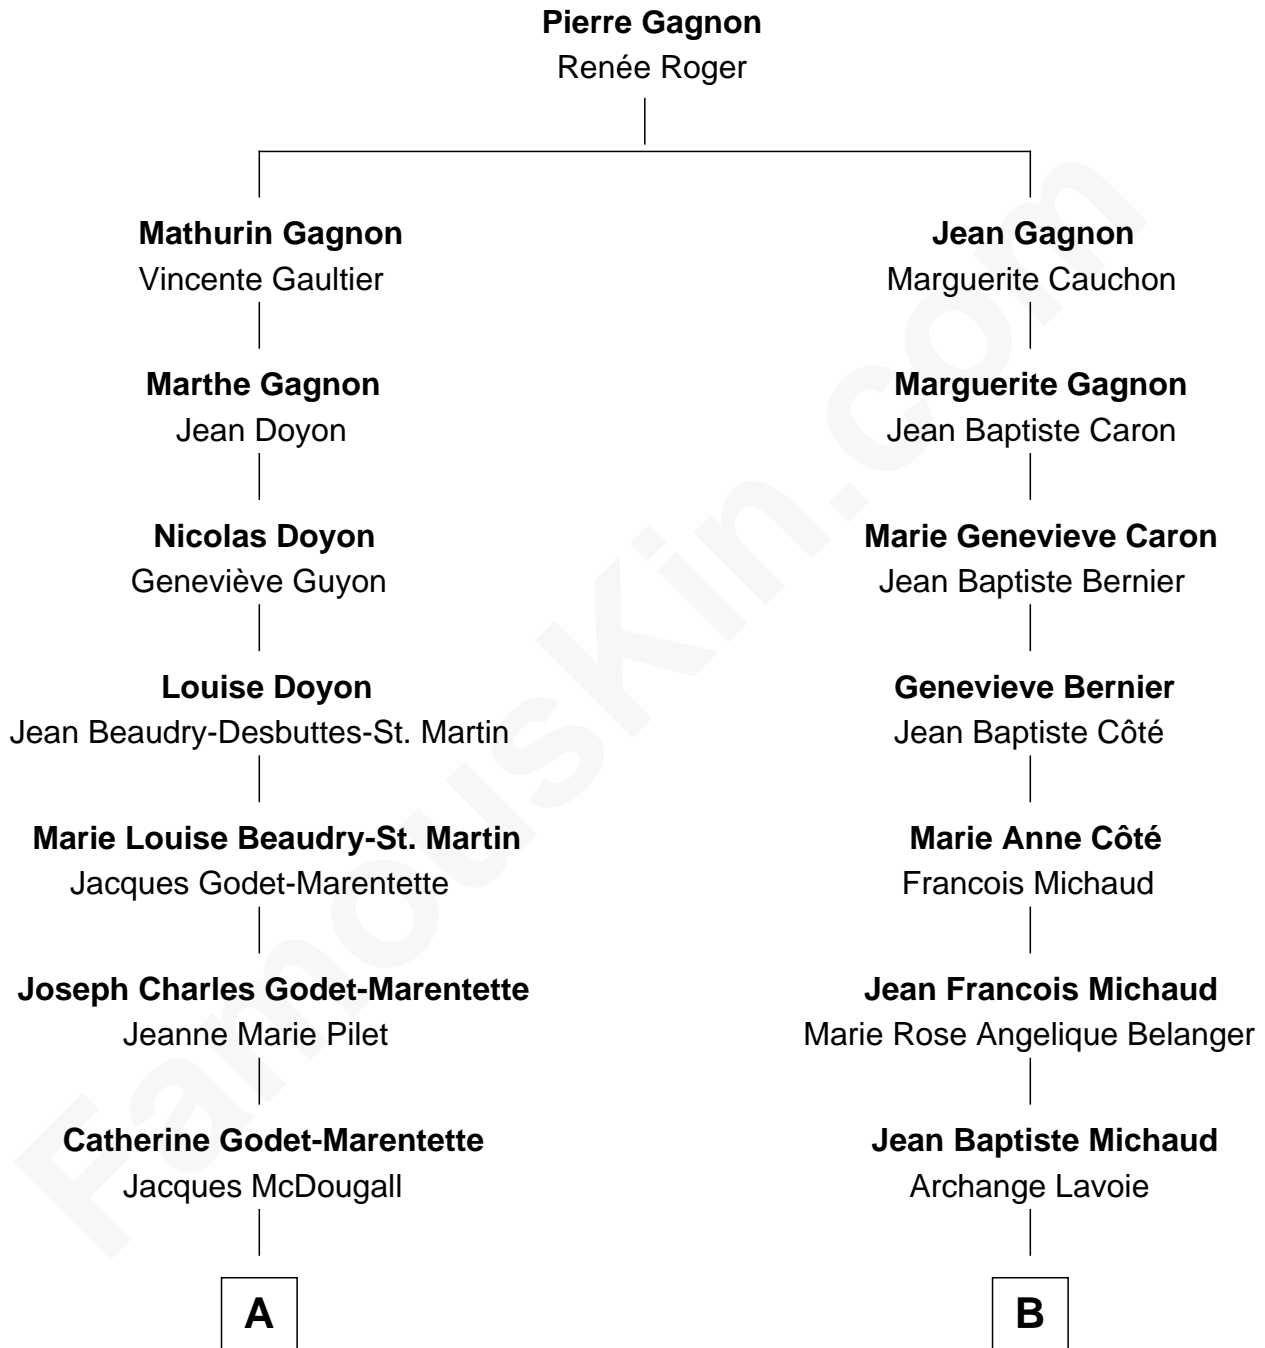 Pierre Gagnon
Renée Roger
Mathurin Gagnon
Vincente Gaultier
Jean Gagnon
Marguerite Cauchon
Marthe Gagnon
Jean Doyon
Marguerite Gagnon
Jean Baptiste Caron
Nicolas Doyon
Geneviève Guyon
Marie Genevieve Caron
Jean Baptiste Bernier
Louise Doyon
Jean Beaudry-Desbuttes-St. Martin
Genevieve Bernier
Jean Baptiste Côté
Marie Louise Beaudry-St. Martin
Jacques Godet-Marentette
Marie Anne Côté
Francois Michaud
Joseph Charles Godet-Marentette
Jeanne Marie Pilet
Jean Francois Michaud
Marie Rose Angelique Belanger
Catherine Godet-Marentette
Jacques McDougall
Jean Baptiste Michaud
Archange Lavoie
A
B
FamousKin.com